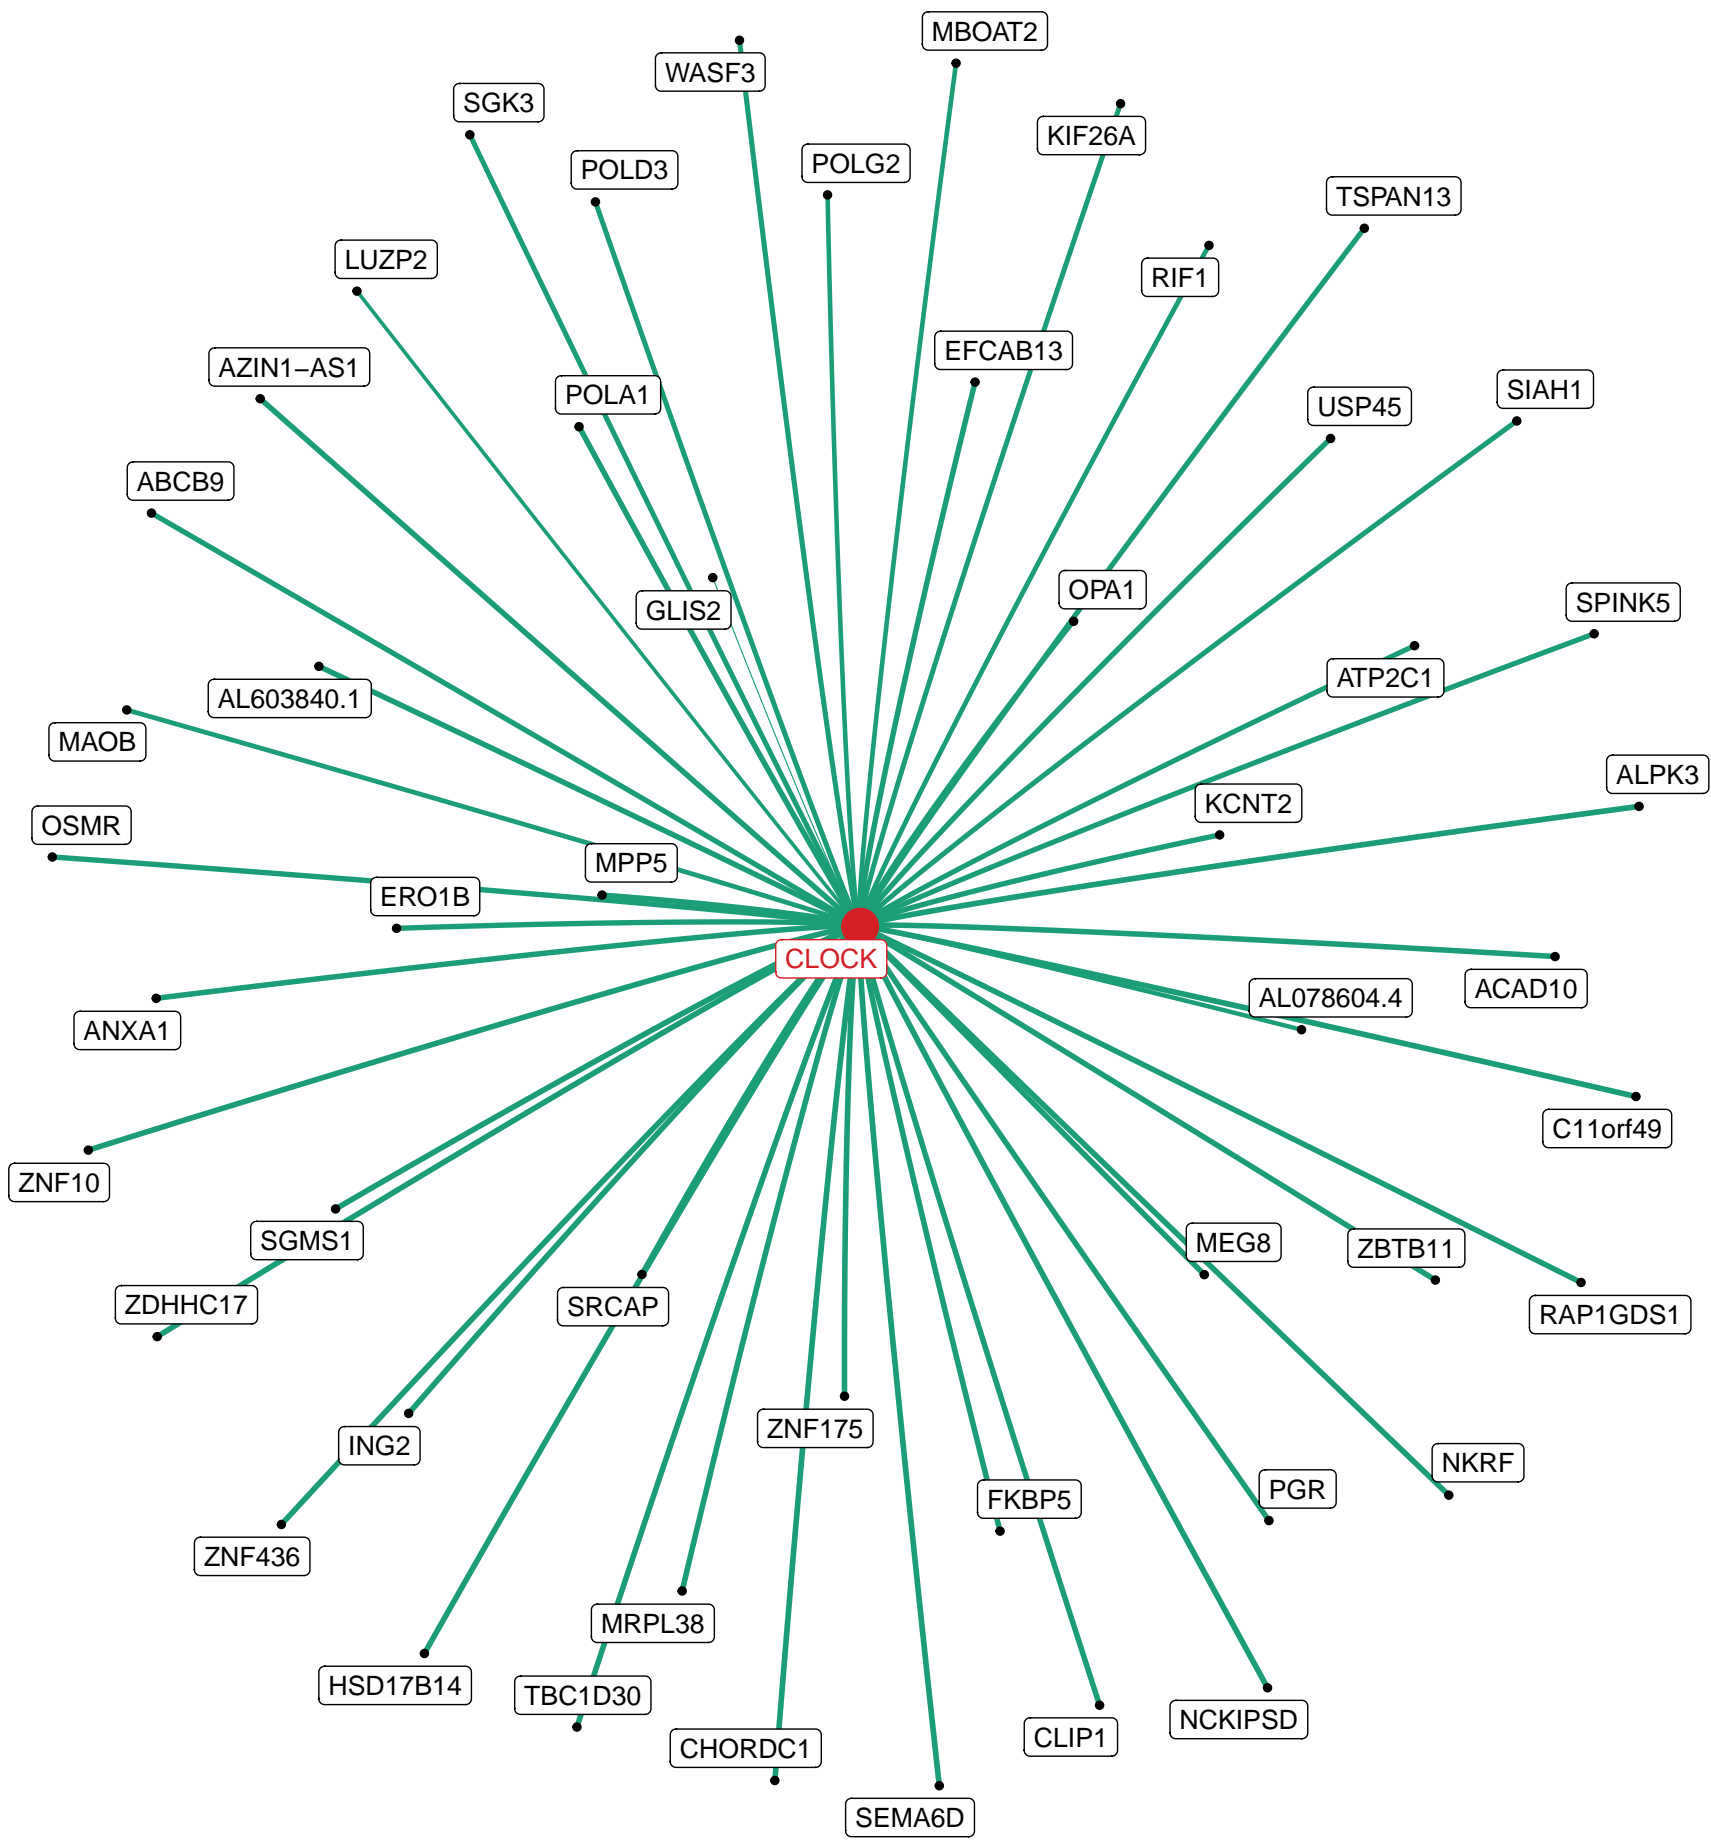 MBOAT2
WASF3
SGK3
KIF26A
POLG2
POLD3
TSPAN13
LUZP2
RIF1
EFCAB13
AZIN1−AS1
SIAH1
POLA1
USP45
ABCB9
OPA1
SPINK5
GLIS2
ATP2C1
AL603840.1
MAOB
ALPK3
KCNT2
OSMR
MPP5
ERO1B
CLOCK
ACAD10
AL078604.4
ANXA1
C11orf49
ZNF10
SGMS1
MEG8
ZBTB11
ZDHHC17
SRCAP
RAP1GDS1
ZNF175
ING2
NKRF
PGR
FKBP5
ZNF436
MRPL38
HSD17B14
TBC1D30
NCKIPSD
CLIP1
CHORDC1
SEMA6D